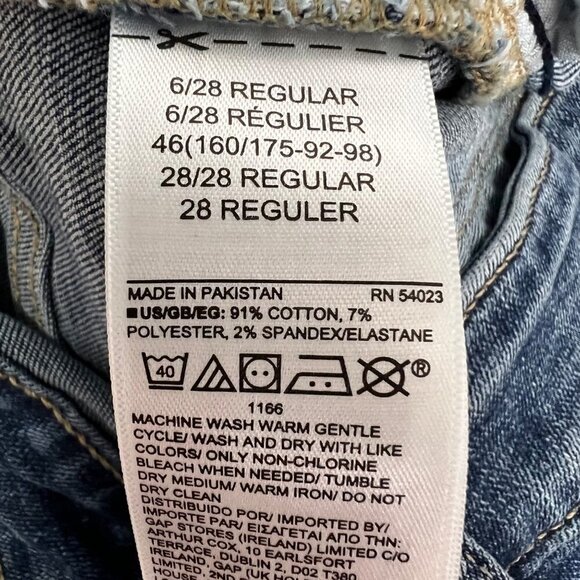 6/28 REGULAR
6/28 RÉGULIER
46(160/175-92-98)
28/28 REGULAR
28 REGULER
MADE IN PAKISTAN RN 54023
■US/GB/EG: 91% COTTON, 7%
POLYESTER, 2% SPANDEX/ELASTANE
40 ®
1166
MACHINE WASH WARM GENTLE
CYCLE/ WASH AND DRY WITH LIKE
COLORS/ ONLY NON-CHLORINE
BLEACH WHEN NEEDED/ TUMBLE
DRY MEDIUM/ WARM IRON/ DO NOT
DRY CLEAN
DISTRIBUIDO POR/ IMPORTED BY/
IMPORTE PAR/ ΕΙΣΑΓΕΤΑΙ ΑΠΟ ΤΗΝ:
GAP STORES (IRELAND) LIMITED C/O
ARTHUR COX, 10 EARLSFORT
TERRACE, DUBLIN 2, D02 T380
IRELAND, GAP (UK HO
LIMITED, 2ND
HOUSE,